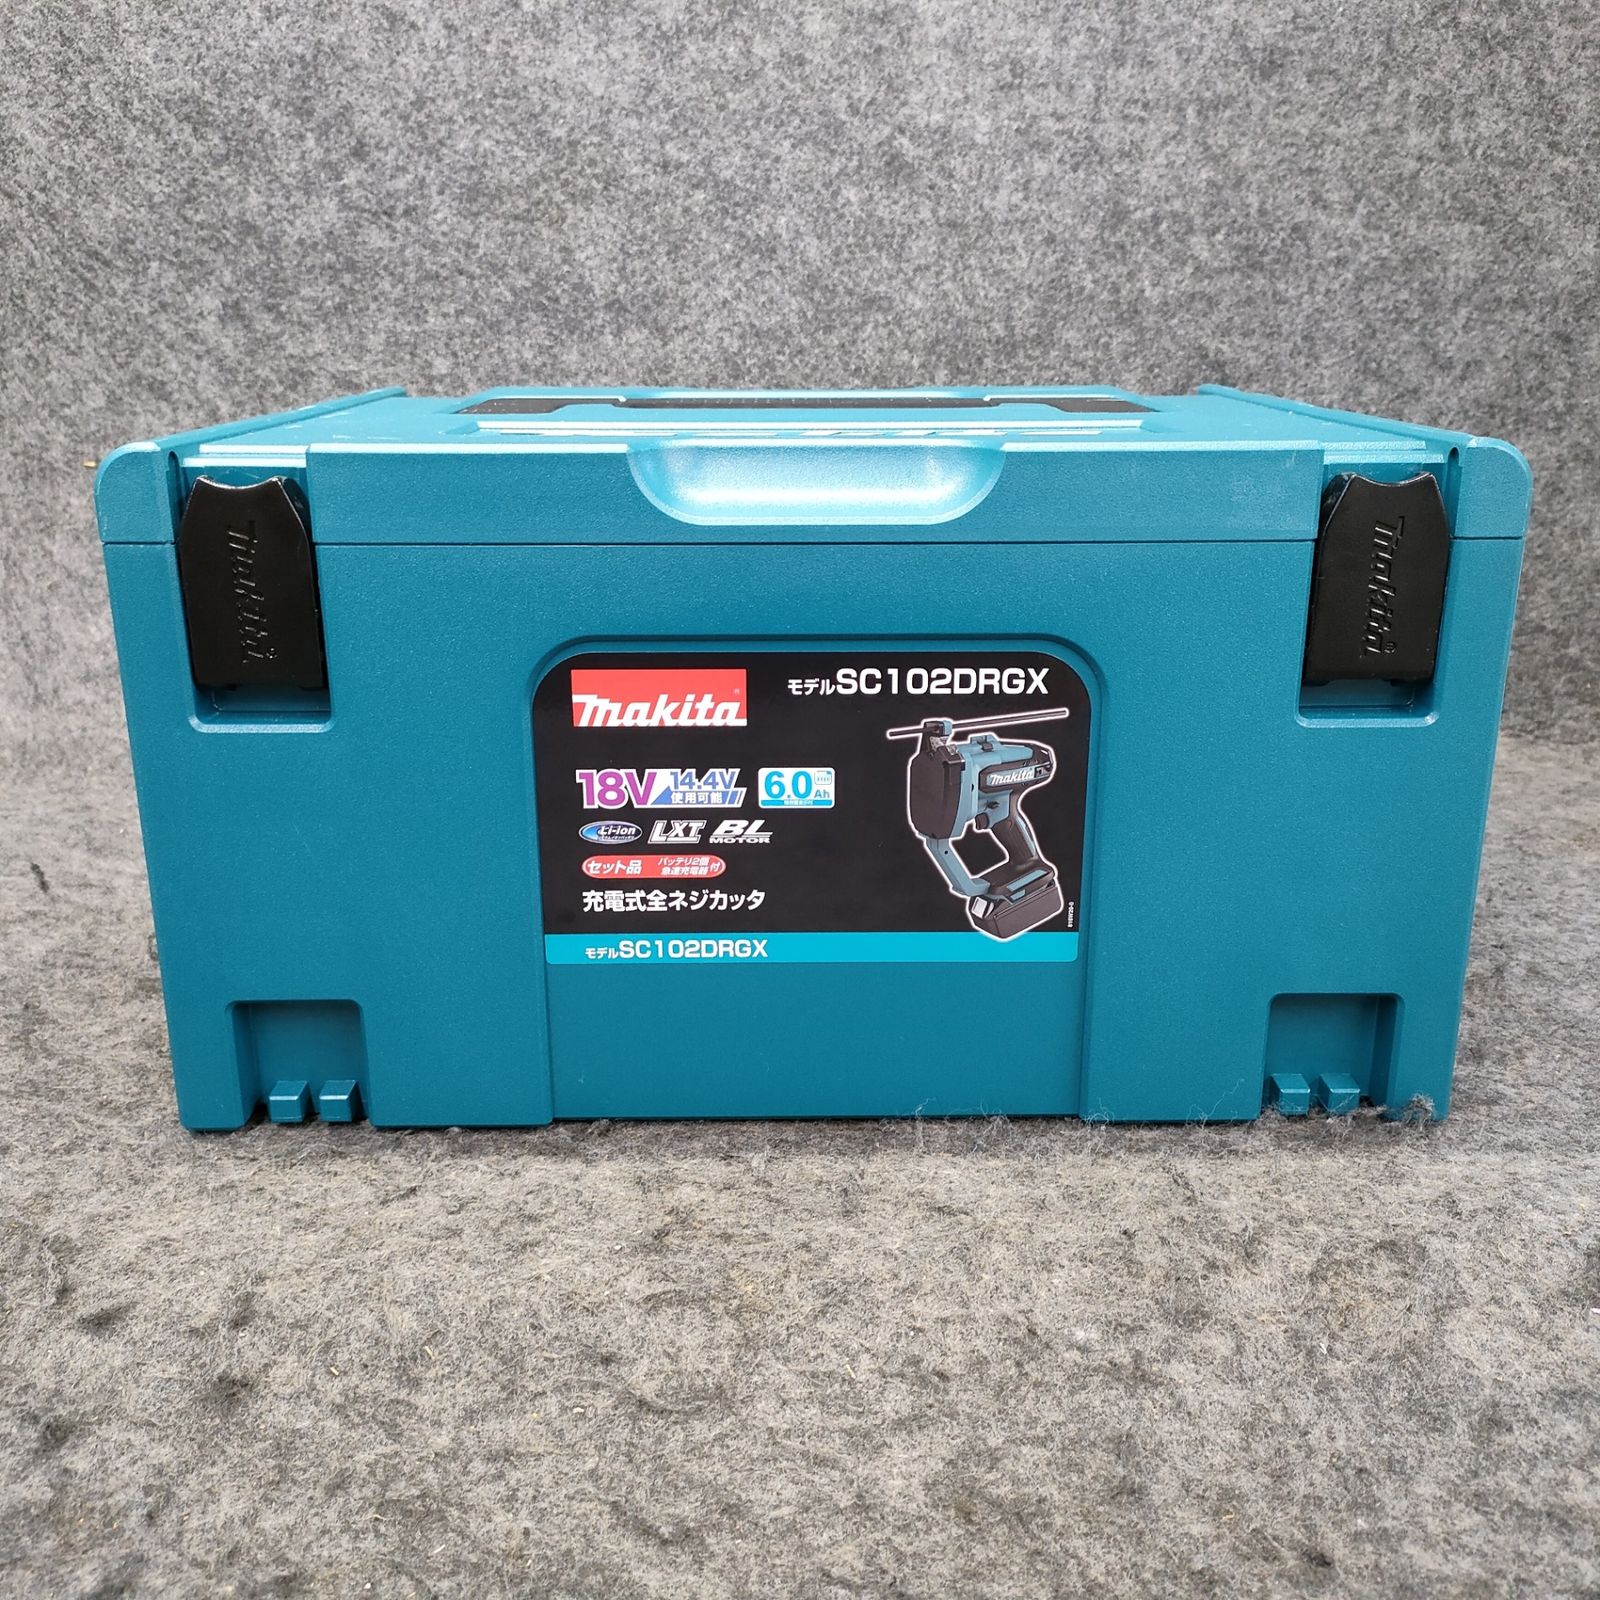 makita
makita
makita
モデルSC102DRGX
makita
18V
14.4V
使用可能
6.0Ah
Li-ion
LXT
BL
MOTOR
セット品
バッテリ2個
急速充電器
付
充電式全ネジカッタ
モデルSC102DRGX